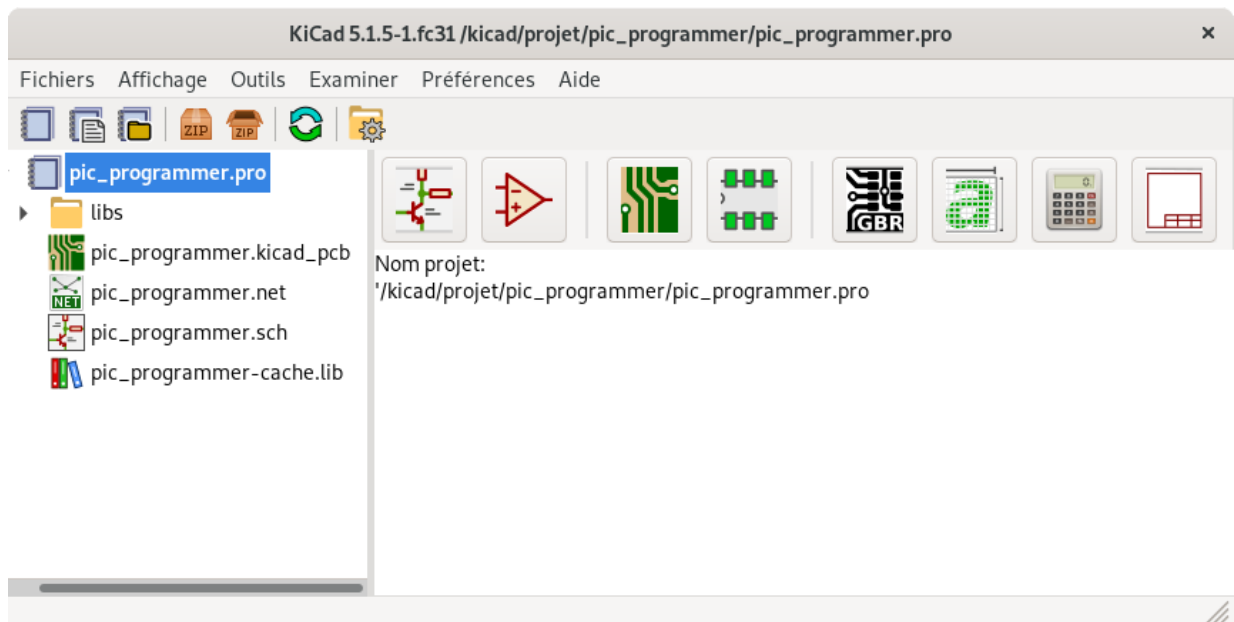 KiCad 5.1.5-1.fc31 /kicad/projet/pic_programmer/pic_programmer.pro
Fichiers Affichage Outils Examiner Préférences Aide
ZIP ZIP
pic_programmer.pro
libs
pic_programmer.kicad_pcb
NET pic_programmer.net
pic_programmer.sch
pic_programmer-cache.lib
GBR a 0.
Nom projet:
'/kicad/projet/pic_programmer/pic_programmer.pro